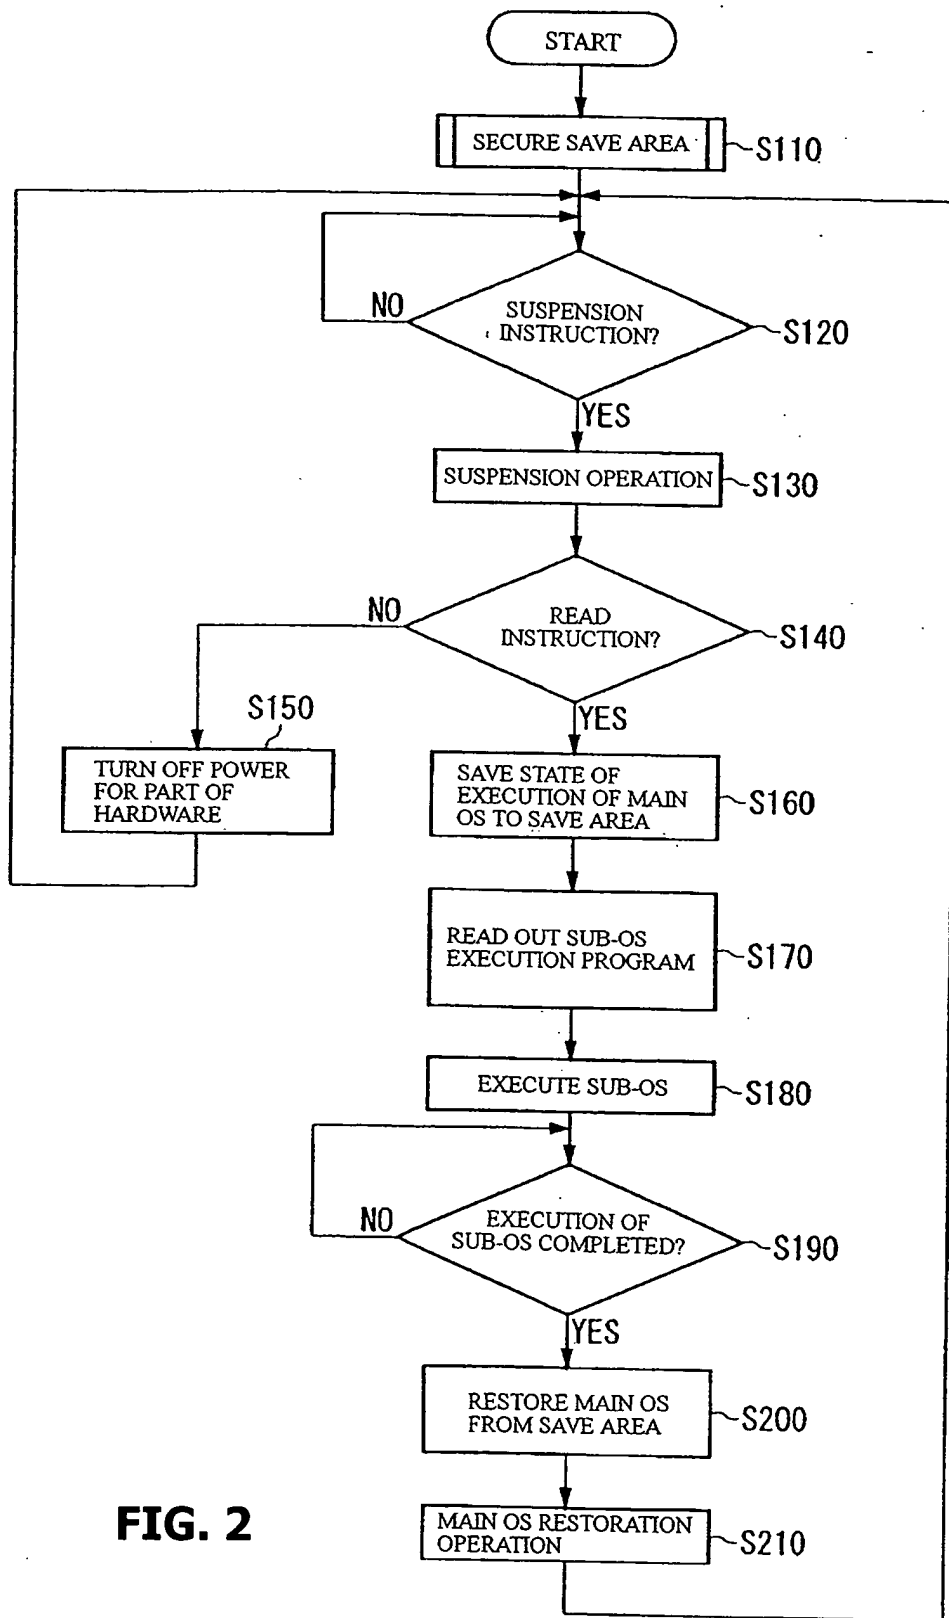 START
SECURE SAVE AREA
S110
NO
SUSPENSION
INSTRUCTION?
S120
YES
SUSPENSION OPERATION
S130
NO
READ
INSTRUCTION?
S140
YES
S150
TURN OFF POWER
FOR PART OF
HARDWARE
SAVE STATE OF
EXECUTION OF MAIN
OS TO SAVE AREA
S160
READ OUT SUB-OS
EXECUTION PROGRAM
S170
EXECUTE SUB-OS
S180
NO
EXECUTION OF
SUB-OS COMPLETED?
S190
YES
RESTORE MAIN OS
FROM SAVE AREA
S200
MAIN OS RESTORATION
OPERATION
S210
FIG. 2